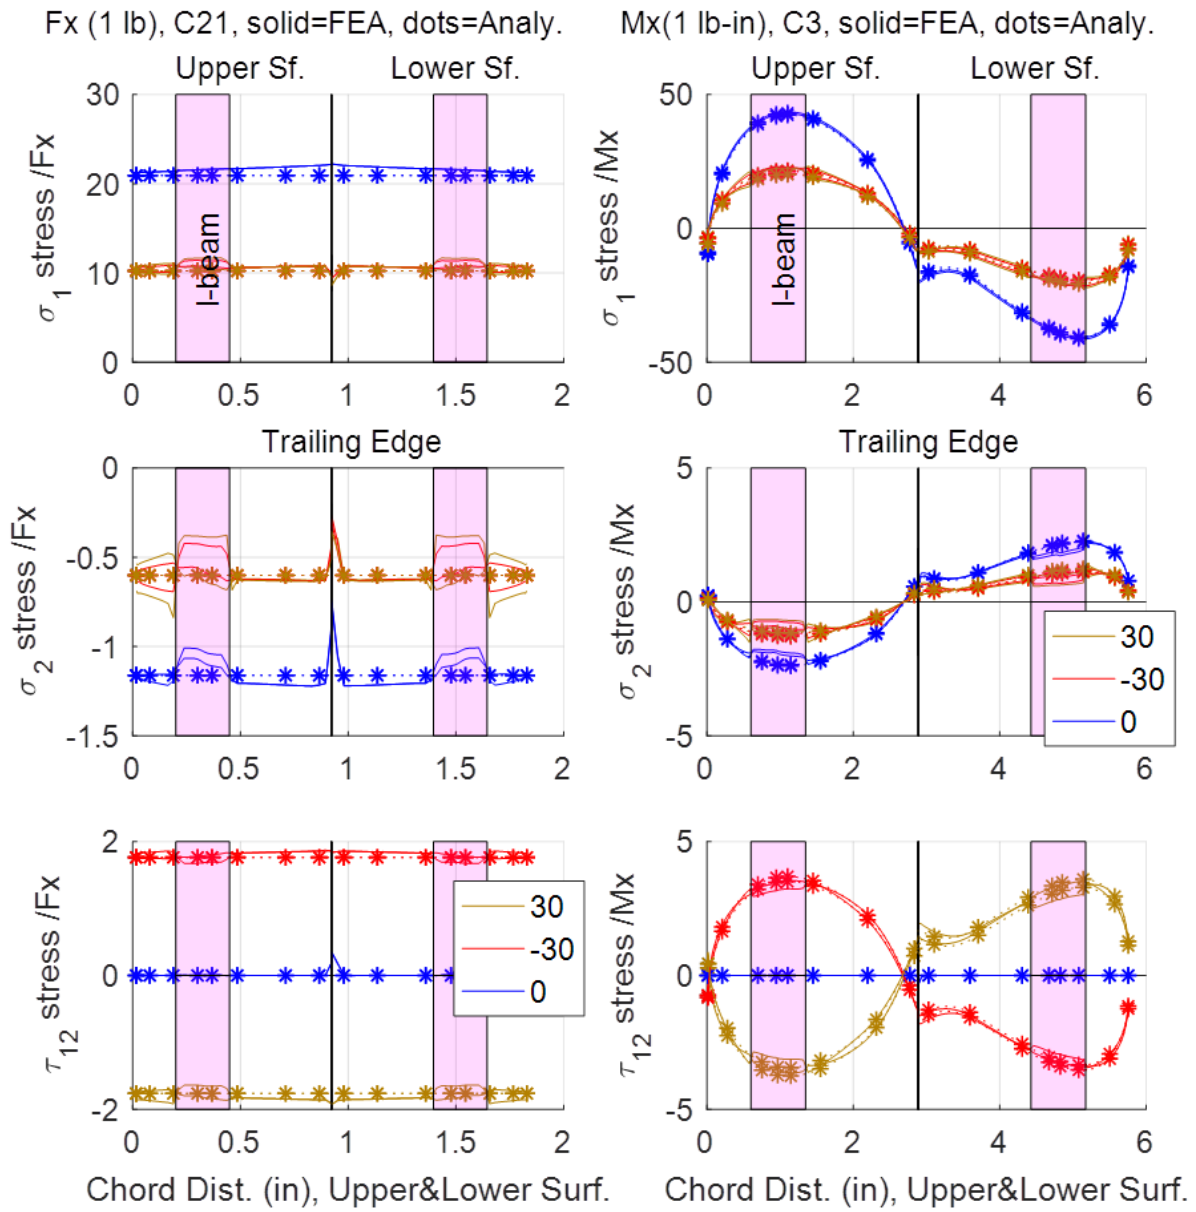 Fx (1 lb), C21, solid=FEA, dots=Analy.
Mx(1 lb-in), C3, solid=FEA, dots=Analy.
Upper Sf.
Lower Sf.
Upper Sf.
Lower Sf.
σ1 stress /Fx
30
20
10
0
I-beam
0
0.5
1
1.5
2
σ1 stress /Mx
50
0
-50
I-beam
0
2
4
6
Trailing Edge
Trailing Edge
σ2 stress /Fx
0
-0.5
-1
-1.5
0
0.5
1
1.5
2
σ2 stress /Mx
5
0
-5
30
-30
0
0
2
4
6
τ12 stress /Fx
2
0
-2
30
-30
0
0
0.5
1
1.5
2
τ12 stress /Mx
5
0
-5
0
2
4
6
Chord Dist. (in), Upper&Lower Surf.
Chord Dist. (in), Upper&Lower Surf.